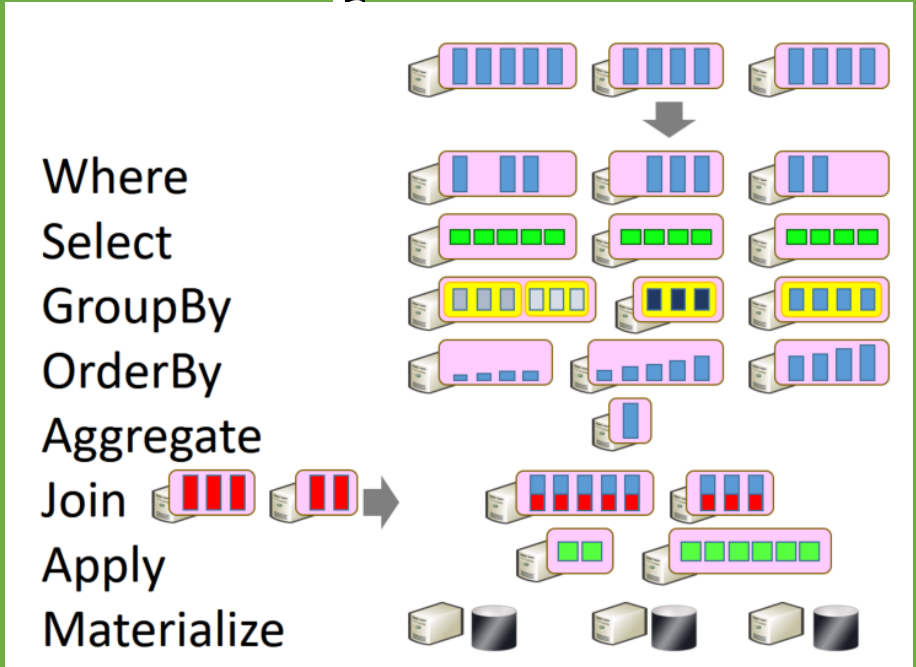 Where
Select
GroupBy
OrderBy
Aggregate
Join
Apply
Materialize